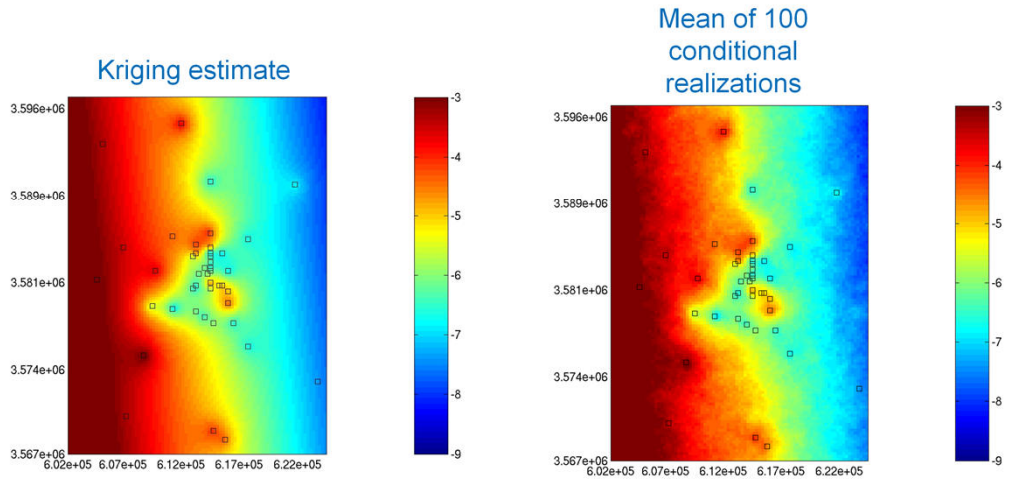 Kriging estimate
3.596e+06
3.589e+06
3.581e+06
3.574e+06
3.567e+06
6.02e+05 6.07e+05 6.12e+05 6.17e+05 6.22e+05
-3
-4
-5
-6
-7
-8
-9
Mean of 100
conditional
realizations
3.596e+06
3.589e+06
3.581e+06
3.574e+06
3.567e+06
6.02e+05 6.07e+05 6.12e+05 6.17e+05 6.22e+05
-3
-4
-5
-6
-7
-8
-9